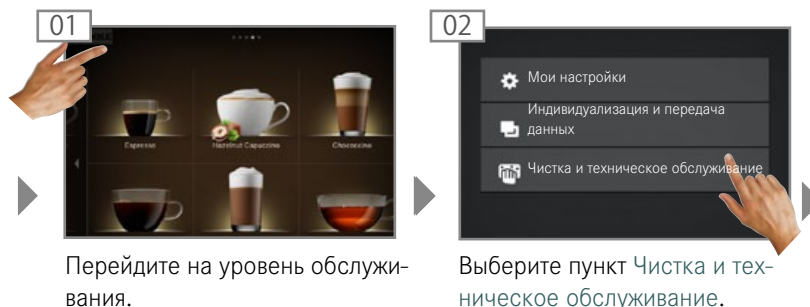 01
Espresso
Hazelnut Capuccino
Chococcino
Перейдите на уровень обслужи-
вания.
02
Мои настройки
Индивидуализация и передача
данных
Чистка и техническое обслуживание
Выберите пункт Чистка и тех-
ническое обслуживание.